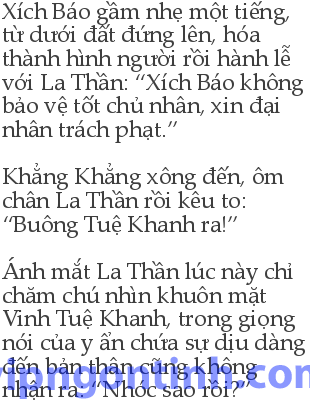 Xích Báo gầm nhẹ một tiếng,
từ dưới đất đứng lên, hóa
thành hình người rồi hành lễ
với La Thần: “Xích Báo không
bảo vệ tốt chủ nhân, xin đại
nhân trách phạt.”
Khẳng Khẳng xông đến, ôm
chân La Thần rồi kêu to:
“Buông Tuệ Khanh ra!”
Ánh mắt La Thần lúc này chỉ
chăm chú nhìn khuôn mặt
Vinh Tuệ Khanh, trong giọng
nói của y ẩn chứa sự dịu dàng
đến bản thân cũng không
nhận ra: “Nhóc sao rồi?”
vipngontinh.com